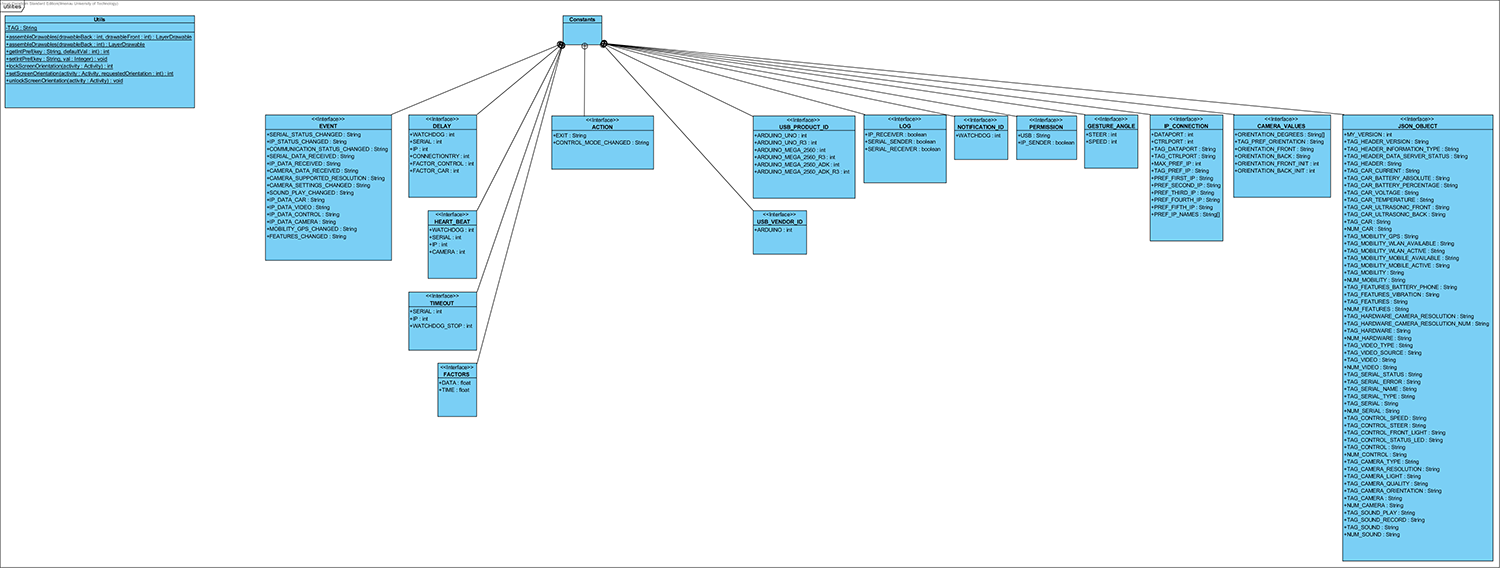 Utilities
Utils
-TAG : String
+assembleDrawables(drawableBack : int, drawableFront : int) : LayerDrawable
+assembleDrawables(drawableBack : int) : LayerDrawable
+getIntPref(key : String, defaultVal : int) : int
+setIntPref(key : String, val : Integer) : void
+lockScreenOrientation(activity : Activity) : int
+setScreenOrientation(activity : Activity, requestedOrientation : int) : int
+unlockScreenOrientation(activity : Activity) : void
Constants
<<Interface>>
EVENT
+SERIAL_STATUS_CHANGED : String
+IP_STATUS_CHANGED : String
+COMMUNICATION_STATUS_CHANGED : String
+SERIAL_DATA_RECEIVED : String
+IP_DATA_RECEIVED : String
+CAMERA_DATA_RECEIVED : String
+CAMERA_SUPPORTED_RESOLUTION : String
+CAMERA_SETTINGS_CHANGED : String
+SOUND_PLAY_CHANGED : String
+IP_DATA_CAR : String
+IP_DATA_VIDEO : String
+IP_DATA_CONTROL : String
+IP_DATA_CAMERA : String
+MOBILITY_GPS_CHANGED : String
+FEATURES_CHANGED : String
<<Interface>>
DELAY
+WATCHDOG : int
+SERIAL : int
+IP : int
+CONNECTIONTRY : int
+FACTOR_CONTROL : int
+FACTOR_CAR : int
<<Interface>>
HEART_BEAT
+WATCHDOG : int
+SERIAL : int
+IP : int
+CAMERA : int
<<Interface>>
TIMEOUT
+SERIAL : int
+IP : int
+WATCHDOG_STOP : int
<<Interface>>
FACTORS
+DATA : float
+TIME : float
<<Interface>>
ACTION
+EXIT : String
+CONTROL_MODE_CHANGED : String
<<Interface>>
USB_PRODUCT_ID
+ARDUINO_UNO : int
+ARDUINO_UNO_R3 : int
+ARDUINO_MEGA_2560 : int
+ARDUINO_MEGA_2560_R3 : int
+ARDUINO_MEGA_2560_ADK : int
+ARDUINO_MEGA_2560_ADK_R3 : int
<<Interface>>
USB_VENDOR_ID
+ARDUINO : int
<<Interface>>
LOG
+IP_RECEIVER : boolean
+SERIAL_SENDER : boolean
+SERIAL_RECEIVER : boolean
<<Interface>>
NOTIFICATION_ID
+WATCHDOG : int
<<Interface>>
PERMISSION
+USB : String
+IP_SENDER : boolean
<<Interface>>
GESTURE_ANGLE
+STEER : int
+SPEED : int
<<Interface>>
IP_CONNECTION
+DATAPORT : int
+CTRLPORT : int
+TAG_DATAPORT : String
+TAG_CTRLPORT : String
+MAX_PREF_IP : int
+TAG_PREF_IP : String
+PREF_FIRST_IP : String
+PREF_SECOND_IP : String
+PREF_THIRD_IP : String
+PREF_FOURTH_IP : String
+PREF_FIFTH_IP : String
+PREF_IP_NAMES : String[]
<<Interface>>
CAMERA_VALUES
+ORIENTATION_DEGREES : String[]
+TAG_PREF_ORIENTATION : String
+ORIENTATION_FRONT : String
+ORIENTATION_BACK : String
+ORIENTATION_FRONT_INIT : int
+ORIENTATION_BACK_INIT : int
<<Interface>>
JSON_OBJECT
+MY_VERSION : int
+TAG_HEADER_VERSION : String
+TAG_HEADER_INFORMATION_TYPE : String
+TAG_HEADER_DATA_SERVER_STATUS : String
+TAG_HEADER : String
+TAG_CAR_CURRENT : String
+TAG_CAR_BATTERY_ABSOLUTE : String
+TAG_CAR_BATTERY_PERCENTAGE : String
+TAG_CAR_VOLTAGE : String
+TAG_CAR_TEMPERATURE : String
+TAG_CAR_ULTRASONIC_FRONT : String
+TAG_CAR_ULTRASONIC_BACK : String
+TAG_CAR : String
+NUM_CAR : String
+TAG_MOBILITY_GPS : String
+TAG_MOBILITY_WLAN_AVAILABLE : String
+TAG_MOBILITY_WLAN_ACTIVE : String
+TAG_MOBILITY_MOBILE_AVAILABLE : String
+TAG_MOBILITY_MOBILE_ACTIVE : String
+TAG_MOBILITY : String
+NUM_MOBILITY : String
+TAG_FEATURES_BATTERY_PHONE : String
+TAG_FEATURES_VIBRATION : String
+TAG_FEATURES : String
+NUM_FEATURES : String
+TAG_HARDWARE_CAMERA_RESOLUTION : String
+TAG_HARDWARE_CAMERA_RESOLUTION_NUM : String
+TAG_HARDWARE : String
+NUM_HARDWARE : String
+TAG_VIDEO_TYPE : String
+TAG_VIDEO_SOURCE : String
+TAG_VIDEO : String
+NUM_VIDEO : String
+TAG_SERIAL_STATUS : String
+TAG_SERIAL_ERROR : String
+TAG_SERIAL_NAME : String
+TAG_SERIAL_TYPE : String
+TAG_SERIAL : String
+NUM_SERIAL : String
+TAG_CONTROL_SPEED : String
+TAG_CONTROL_STEER : String
+TAG_CONTROL_FRONT_LIGHT : String
+TAG_CONTROL_STATUS_LED : String
+TAG_CONTROL : String
+NUM_CONTROL : String
+TAG_CAMERA_TYPE : String
+TAG_CAMERA_RESOLUTION : String
+TAG_CAMERA_LIGHT : String
+TAG_CAMERA_QUALITY : String
+TAG_CAMERA_ORIENTATION : String
+TAG_CAMERA : String
+NUM_CAMERA : String
+TAG_SOUND_PLAY : String
+TAG_SOUND_RECORD : String
+TAG_SOUND : String
+NUM_SOUND : String